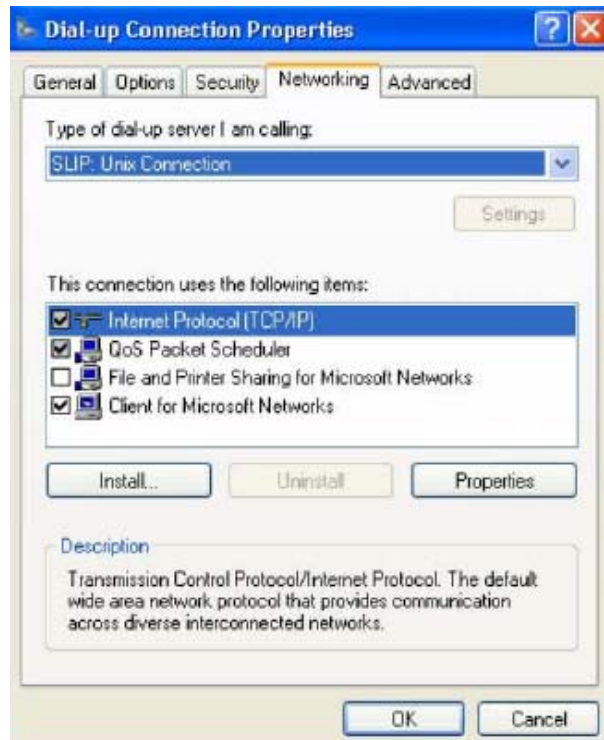 Dial-up Connection Properties
General Options Security Networking Advanced
Type of dial-up server I am calling:
SLIP: Unix Connection
Settings
This connection uses the following items:
Internet Protocol (TCP/IP)
QoS Packet Scheduler
File and Printer Sharing for Microsoft Networks
Client for Microsoft Networks
Install... Uninstall Properties
Description
Transmission Control Protocol/Internet Protocol. The default
wide area network protocol that provides communication
across diverse interconnected networks.
OK Cancel